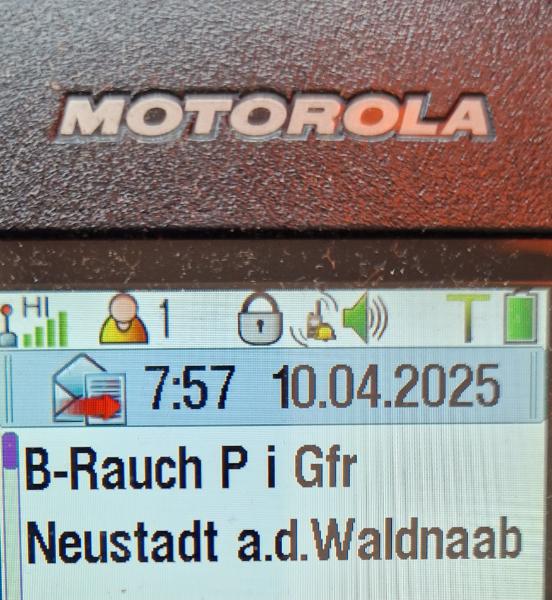 MOTOROLA
HI 1 T
7:57 10.04.2025
B-Rauch P i Gfr
Neustadt a.d.Waldnaab